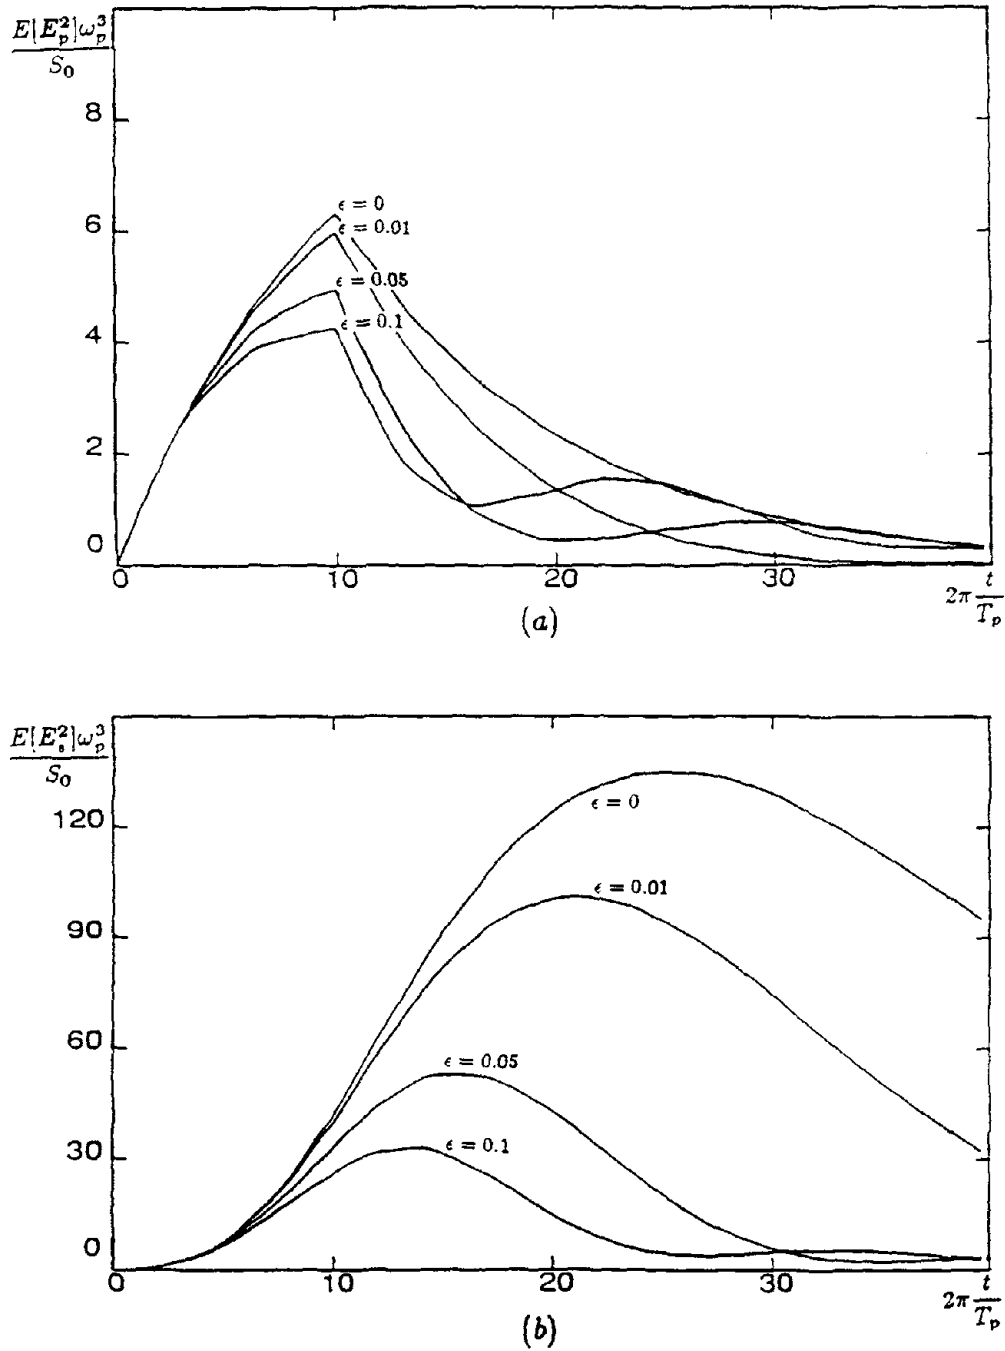 E[E_p^2]ω_p^3
S_0
8
6
4
2
0
ϵ = 0
ϵ = 0.01
ϵ = 0.05
ϵ = 0.1
0 10 20 30
2π t/T_p
(a)
E[E_s^2]ω_p^3
S_0
120
90
60
30
0
ϵ = 0
ϵ = 0.01
ϵ = 0.05
ϵ = 0.1
0 10 20 30
2π t/T_p
(b)